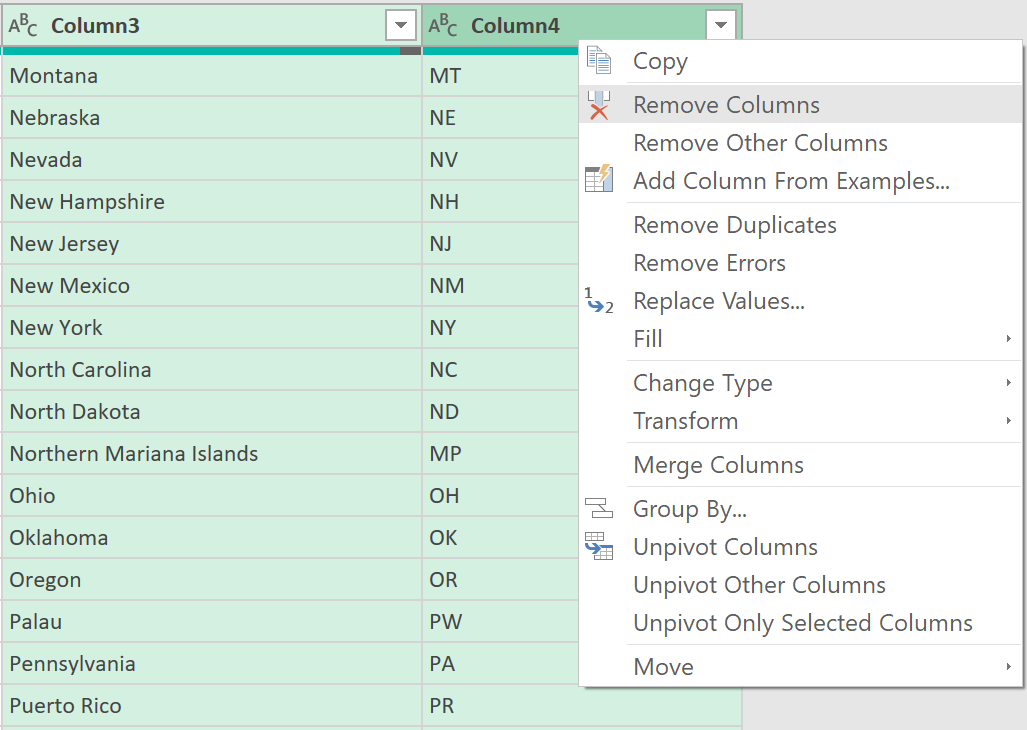 ABC Column3 ABC Column4
Montana MT
Nebraska NE
Nevada NV
New Hampshire NH
New Jersey NJ
New Mexico NM
New York NY
North Carolina NC
North Dakota ND
Northern Mariana Islands MP
Ohio OH
Oklahoma OK
Oregon OR
Palau PW
Pennsylvania PA
Puerto Rico PR
Copy
Remove Columns
Remove Other Columns
Add Column From Examples...
Remove Duplicates
Remove Errors
1 2 Replace Values...
Fill
Change Type
Transform
Merge Columns
Group By...
Unpivot Columns
Unpivot Other Columns
Unpivot Only Selected Columns
Move